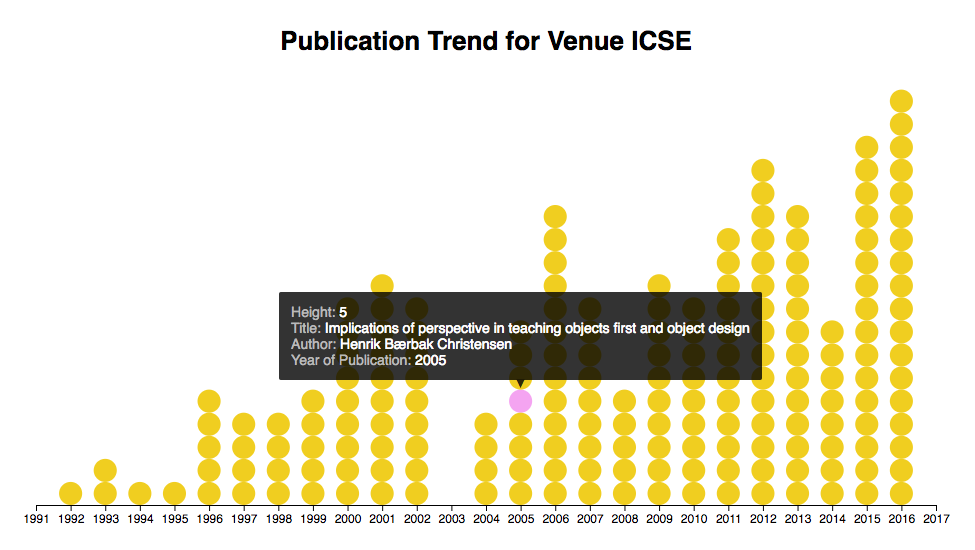 Publication Trend for Venue ICSE
Height: 5
Title: Implications of perspective in teaching objects first and object design
Author: Henrik Bærbak Christensen
Year of Publication: 2005
1991 1992 1993 1994 1995 1996 1997 1998 1999 2000 2001 2002 2003 2004 2005 2006 2007 2008 2009 2010 2011 2012 2013 2014 2015 2016 2017